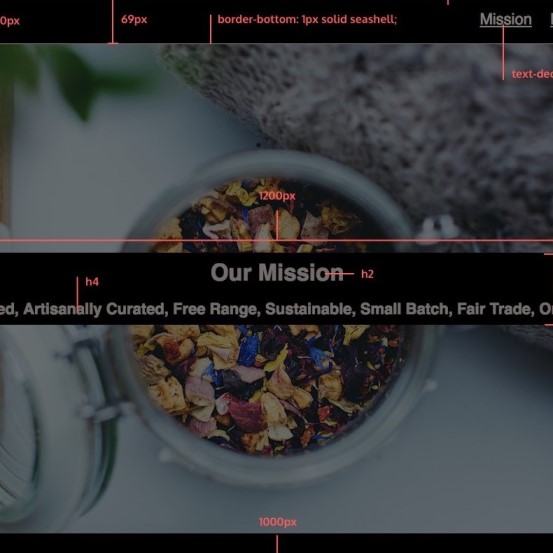 0px
69px
border-bottom: 1px solid seashell;
Mission
text-dec
1200px
Our Mission
h2
h4
ed, Artisanally Curated, Free Range, Sustainable, Small Batch, Fair Trade, Or
1000px